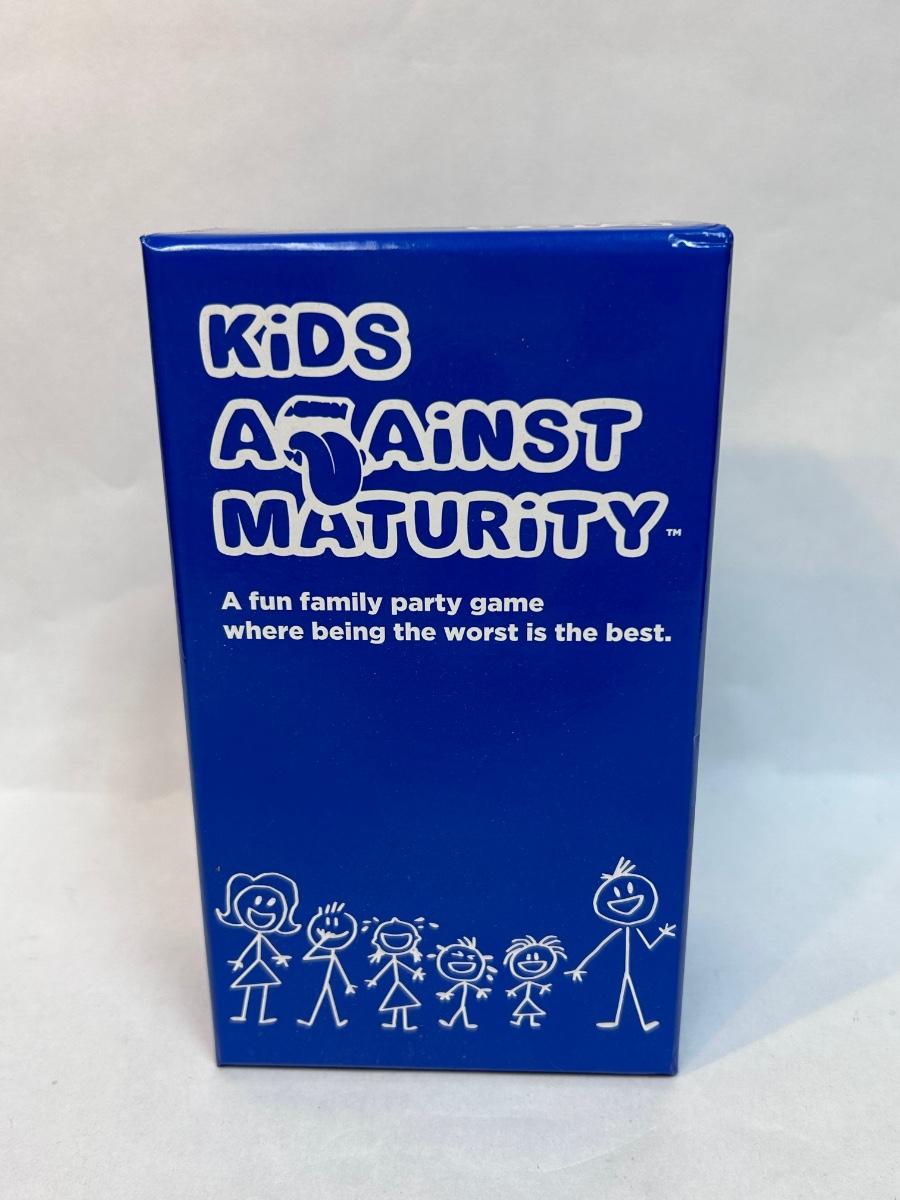 KiDS
AGAiNST
MATURiTY™
A fun family party game
where being the worst is the best.